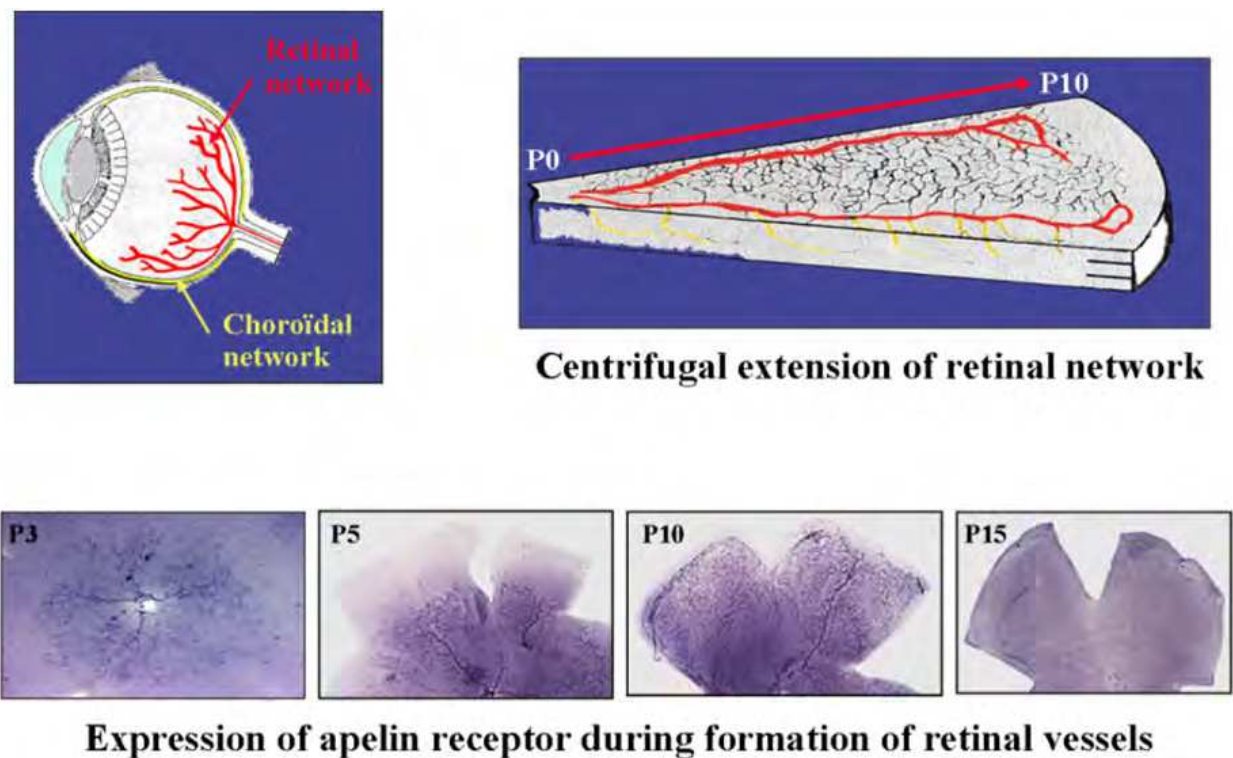 Retinal
network
Choroïdal
network
P0
P10
Centrifugal extension of retinal network
P3
P5
P10
P15
Expression of apelin receptor during formation of retinal vessels